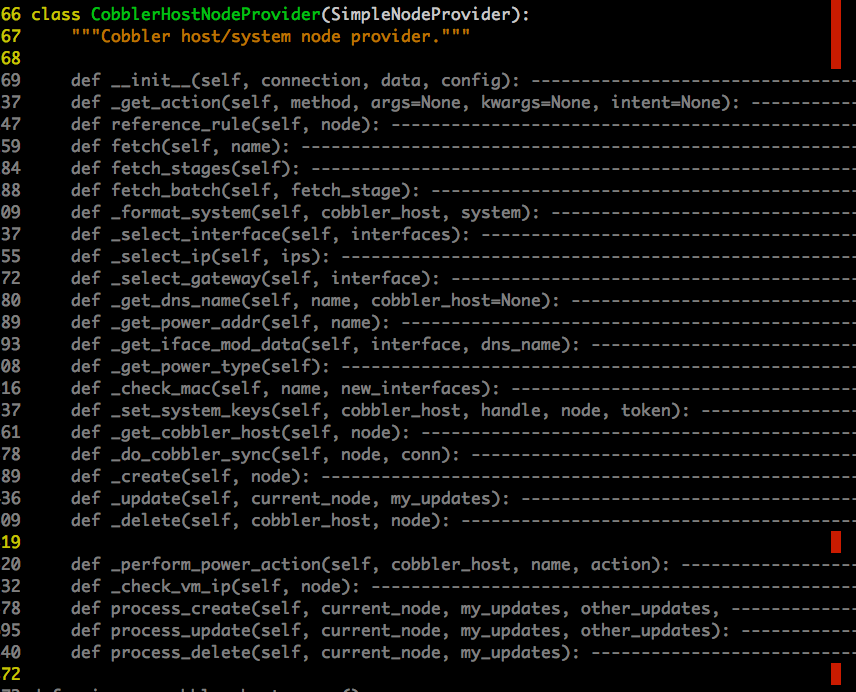 66 class CobblerHostNodeProvider(SimpleNodeProvider):
67     """Cobbler host/system node provider."""
68
69     def __init__(self, connection, data, config): --------------------------------
37     def _get_action(self, method, args=None, kwargs=None, intent=None): ----------
47     def reference_rule(self, node): ----------------------------------------------
59     def fetch(self, name): -------------------------------------------------------
84     def fetch_stages(self): ------------------------------------------------------
88     def fetch_batch(self, fetch_stage): ------------------------------------------
09     def _format_system(self, cobbler_host, system): ------------------------------
37     def _select_interface(self, interfaces): -------------------------------------
55     def _select_ip(self, ips): ---------------------------------------------------
72     def _select_gateway(self, interface): ----------------------------------------
80     def _get_dns_name(self, name, cobbler_host=None): ----------------------------
89     def _get_power_addr(self, name): ---------------------------------------------
93     def _get_iface_mod_data(self, interface, dns_name): --------------------------
08     def _get_power_type(self): ---------------------------------------------------
16     def _check_mac(self, name, new_interfaces): ----------------------------------
37     def _set_system_keys(self, cobbler_host, handle, node, token): ---------------
61     def _get_cobbler_host(self, node): -------------------------------------------
78     def _do_cobbler_sync(self, node, conn): --------------------------------------
89     def _create(self, node): -----------------------------------------------------
36     def _update(self, current_node, my_updates): ---------------------------------
09     def _delete(self, cobbler_host, node): ---------------------------------------
19
20     def _perform_power_action(self, cobbler_host, name, action): -----------------
32     def _check_vm_ip(self, node): ------------------------------------------------
78     def process_create(self, current_node, my_updates, other_updates, ------------
95     def process_update(self, current_node, my_updates, other_updates): -----------
40     def process_delete(self, current_node, my_updates): --------------------------
72